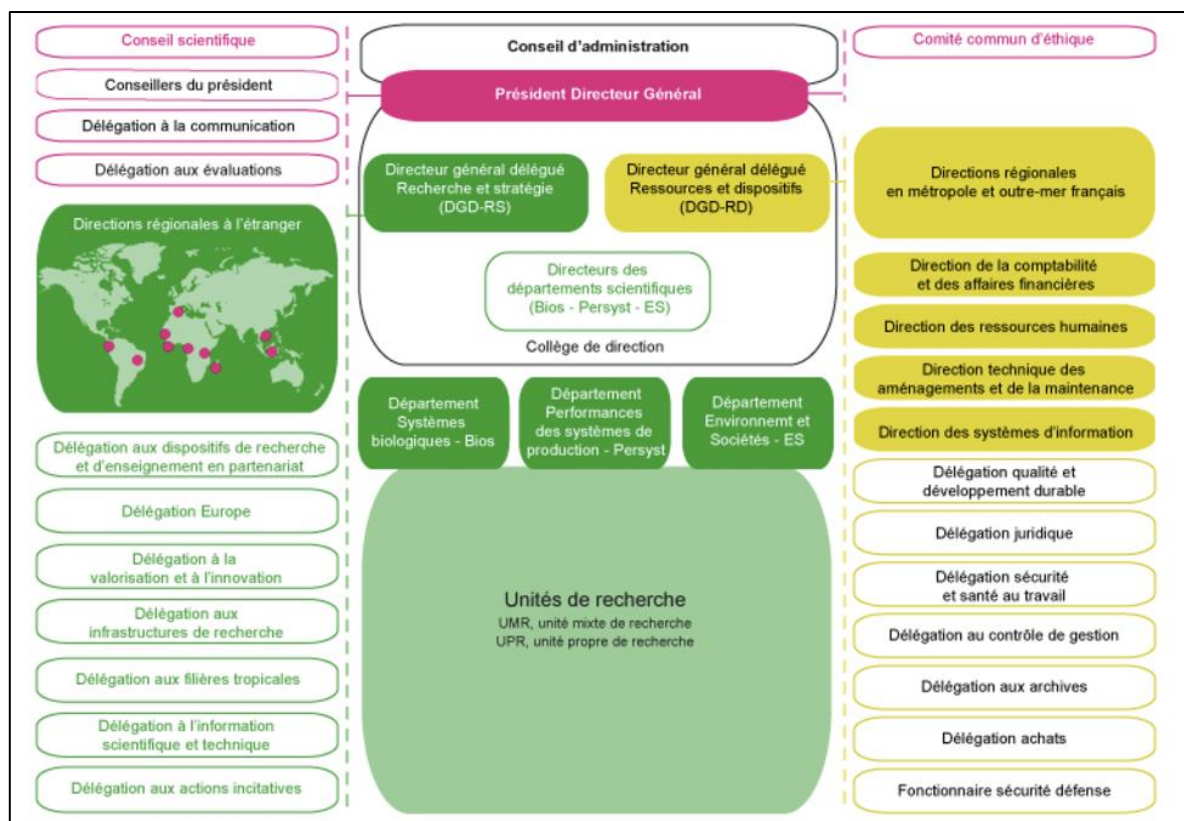 Conseil scientifique
Conseillers du président
Délégation à la communication
Délégation aux évaluations
Directions régionales à l'étranger
Délégation aux dispositifs de recherche
et d'enseignement en partenariat
Délégation Europe
Délégation à la
valorisation et à l'innovation
Délégation aux
infrastructures de recherche
Délégation aux filières tropicales
Délégation à l'information
scientifique et technique
Délégation aux actions incitatives
Conseil d'administration
Président Directeur Général
Directeur général délégué
Recherche et stratégie
(DGD-RS)
Directeur général délégué
Ressources et dispositifs
(DGD-RD)
Directeurs des
départements scientifiques
(Bios - Persyst - ES)
Collège de direction
Département
Systèmes
biologiques - Bios
Département
Performances
des systèmes de
production - Persyst
Département
Environnemt et
Sociétés - ES
Unités de recherche
UMR, unité mixte de recherche
UPR, unité propre de recherche
Comité commun d'éthique
Directions régionales
en métropole et outre-mer français
Direction de la comptabilité
et des affaires financières
Direction des ressources humaines
Direction technique des
aménagements et de la maintenance
Direction des systèmes d'information
Délégation qualité et
développement durable
Délégation juridique
Délégation sécurité
et santé au travail
Délégation au contrôle de gestion
Délégation aux archives
Délégation achats
Fonctionnaire sécurité défense